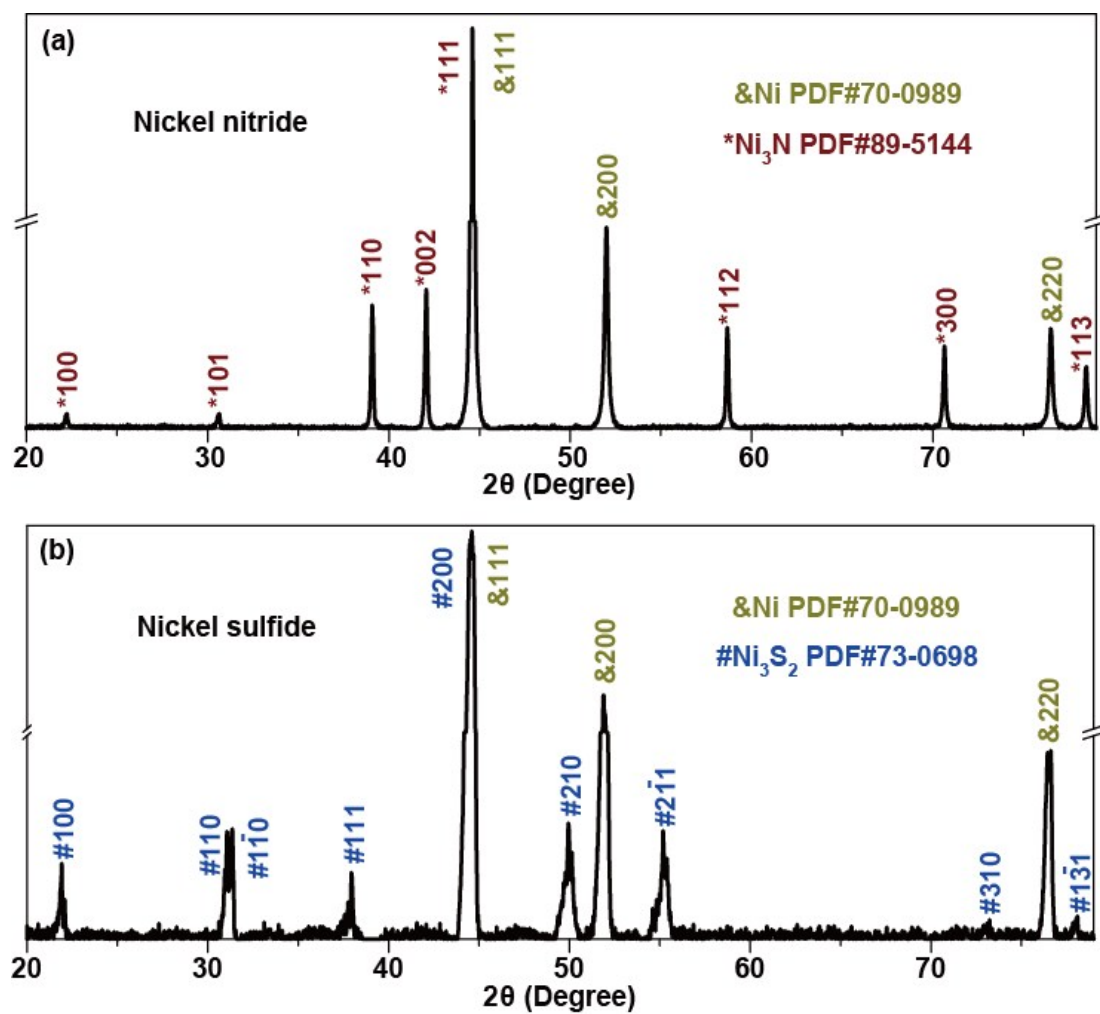 (a)
Nickel nitride
&Ni PDF#70-0989
*Ni₃N PDF#89-5144
*100
*101
*110
*002
*111
&111
&200
*112
*300
&220
*113
20 30 40 50 60 70
2θ (Degree)
(b)
Nickel sulfide
&Ni PDF#70-0989
#Ni₃S₂ PDF#73-0698
#100
#110
#1̄10
#111
#200
&111
#210
&200
#21̄1
#310
&220
#13̄1
20 30 40 50 60 70
2θ (Degree)